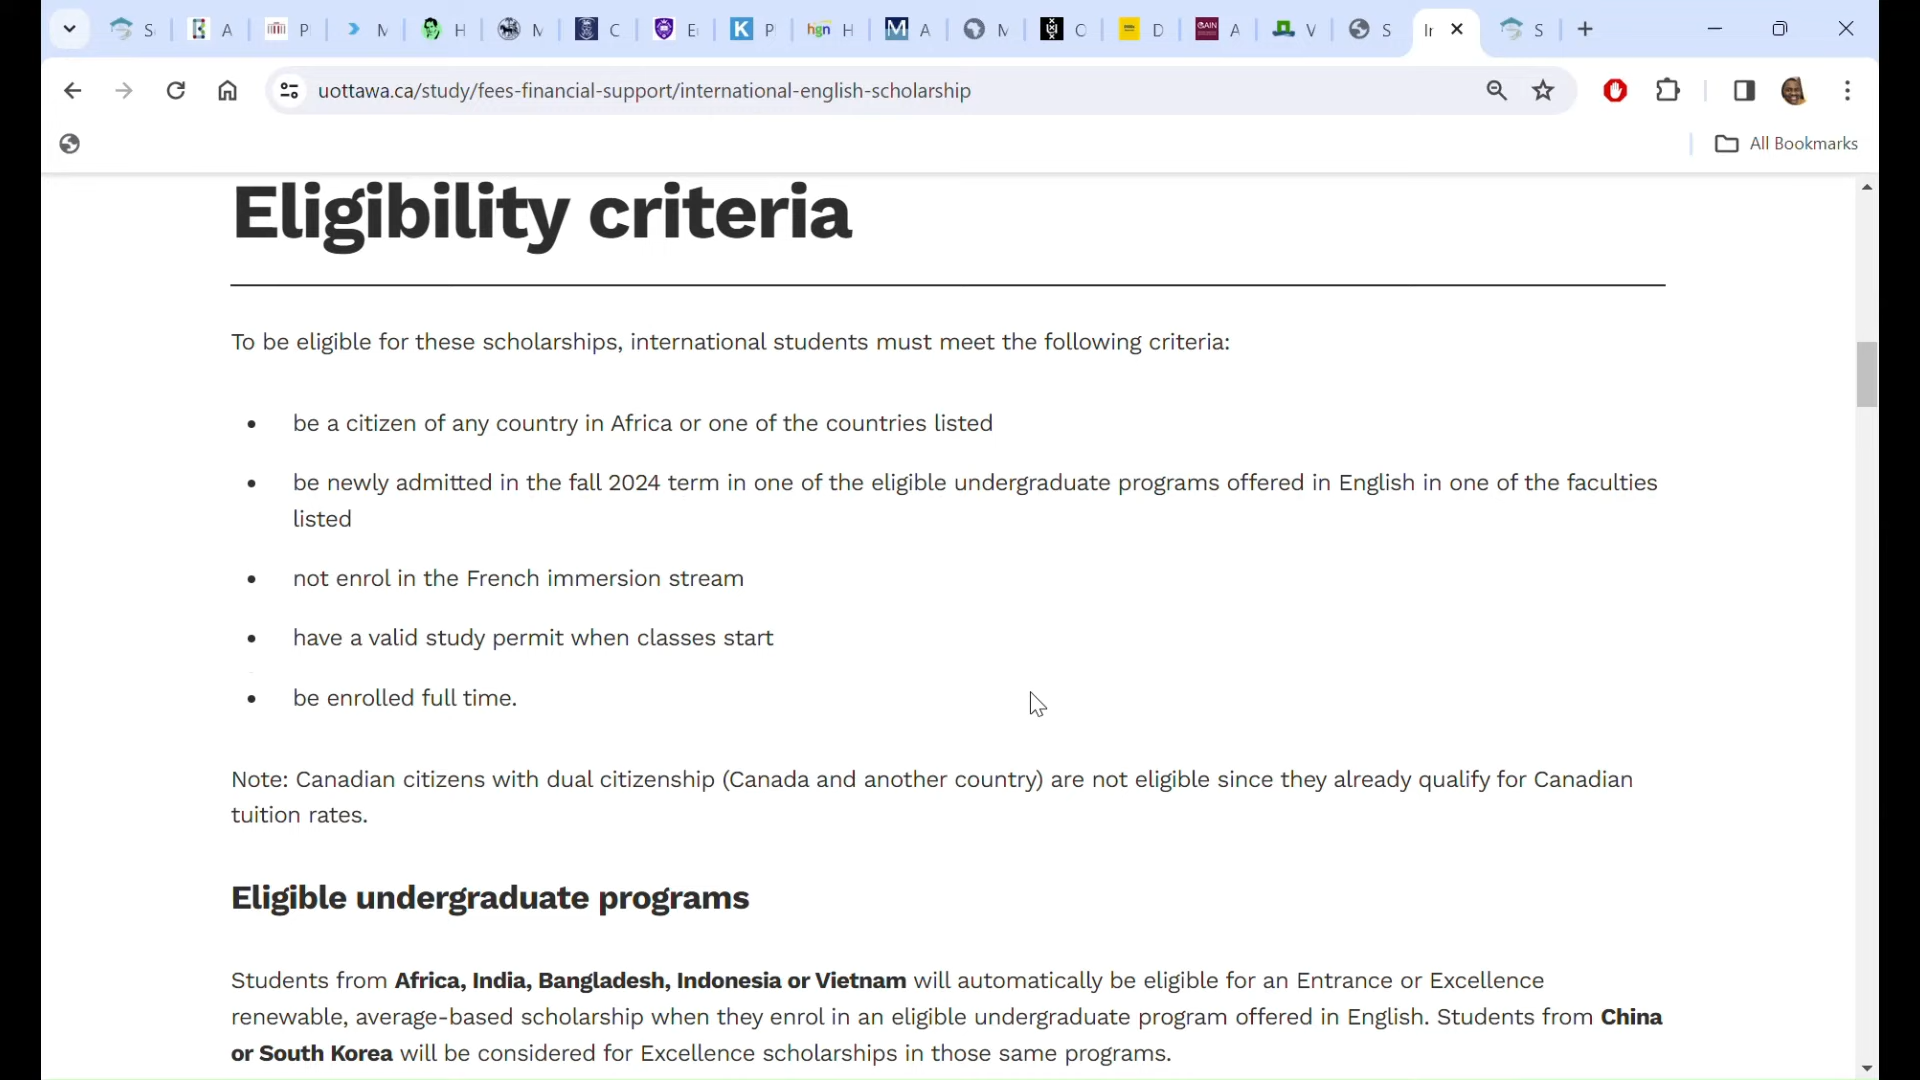 S A P M H M C E K P hgn H M A M C D GAIN A V S Ir S
uottawa.ca/study/fees-financial-support/international-english-scholarship
All Bookmarks
Eligibility criteria
To be eligible for these scholarships, international students must meet the following criteria:
• be a citizen of any country in Africa or one of the countries listed
• be newly admitted in the fall 2024 term in one of the eligible undergraduate programs offered in English in one of the faculties
listed
• not enrol in the French immersion stream
• have a valid study permit when classes start
• be enrolled full time.
Note: Canadian citizens with dual citizenship (Canada and another country) are not eligible since they already qualify for Canadian
tuition rates.
Eligible undergraduate programs
Students from Africa, India, Bangladesh, Indonesia or Vietnam will automatically be eligible for an Entrance or Excellence
renewable, average-based scholarship when they enrol in an eligible undergraduate program offered in English. Students from China
or South Korea will be considered for Excellence scholarships in those same programs.